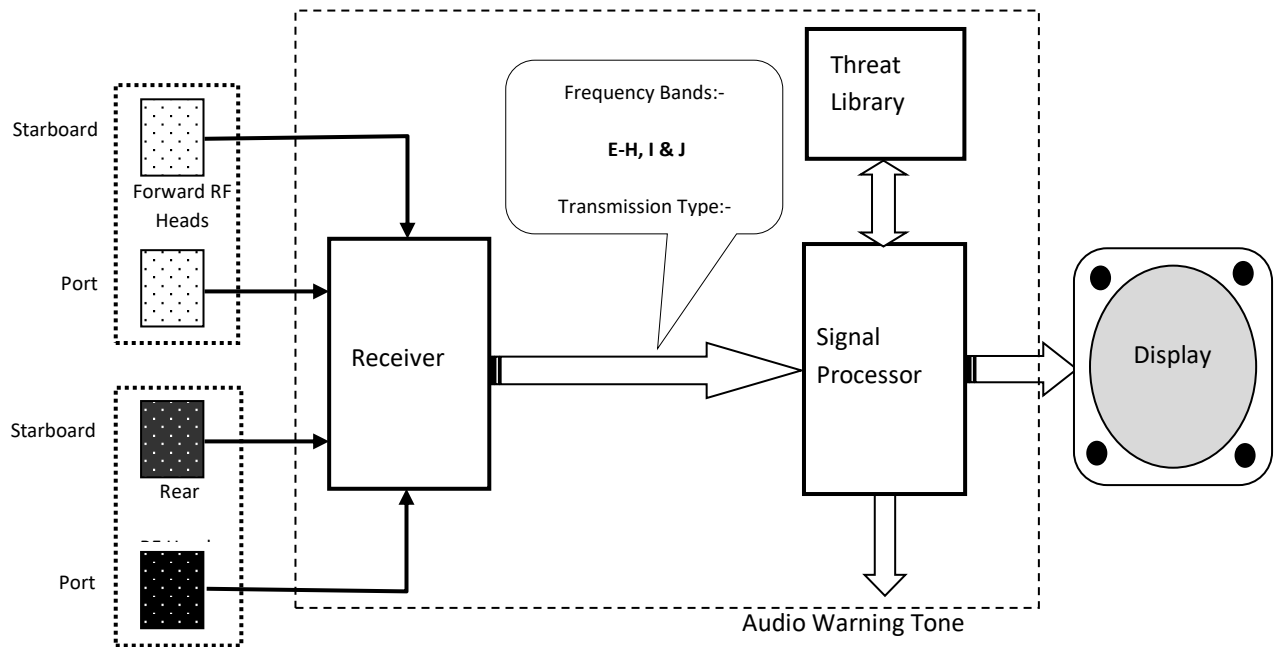 Starboard
Forward RF
Heads
Port
Starboard
Rear
Port
Receiver
Frequency Bands:-
E-H, I & J
Transmission Type:-
Threat
Library
Signal
Processor
Display
Audio Warning Tone